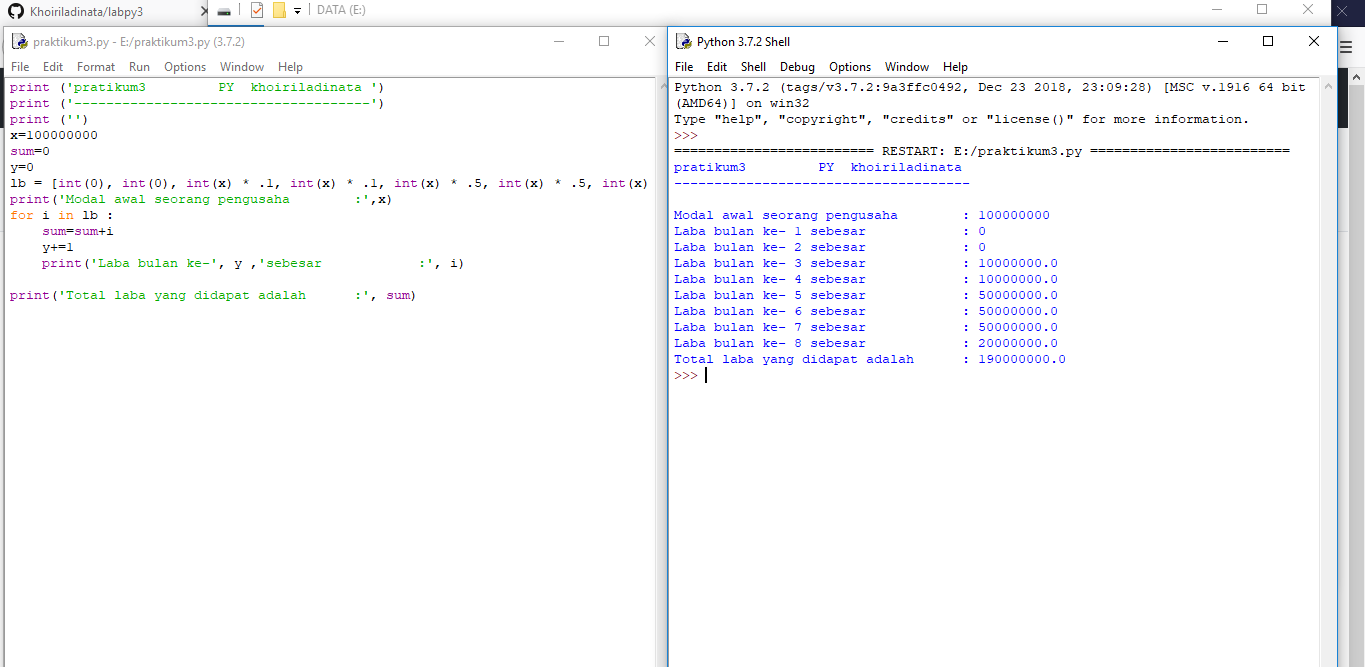 Khoiriladinata/labpy3
DATA (E:)
praktikum3.py - E:/praktikum3.py (3.7.2)
File Edit Format Run Options Window Help
print ('pratikum3         PY  khoiriladinata ')
print ('-------------------------------------')
print ('')
x=100000000
sum=0
y=0
lb = [int(0), int(0), int(x) * .1, int(x) * .1, int(x) * .5, int(x) * .5, int(x)
print('Modal awal seorang pengusaha        :',x)
for i in lb :
    sum=sum+i
    y+=1
    print('Laba bulan ke-', y ,'sebesar            :', i)
print('Total laba yang didapat adalah      :', sum)
Python 3.7.2 Shell
File Edit Shell Debug Options Window Help
Python 3.7.2 (tags/v3.7.2:9a3ffc0492, Dec 23 2018, 23:09:28) [MSC v.1916 64 bit
(AMD64)] on win32
Type "help", "copyright", "credits" or "license()" for more information.
>>>
========================= RESTART: E:/praktikum3.py =========================
pratikum3         PY  khoiriladinata
-------------------------------------
Modal awal seorang pengusaha        : 100000000
Laba bulan ke- 1 sebesar            : 0
Laba bulan ke- 2 sebesar            : 0
Laba bulan ke- 3 sebesar            : 10000000.0
Laba bulan ke- 4 sebesar            : 10000000.0
Laba bulan ke- 5 sebesar            : 50000000.0
Laba bulan ke- 6 sebesar            : 50000000.0
Laba bulan ke- 7 sebesar            : 50000000.0
Laba bulan ke- 8 sebesar            : 20000000.0
Total laba yang didapat adalah      : 190000000.0
>>>